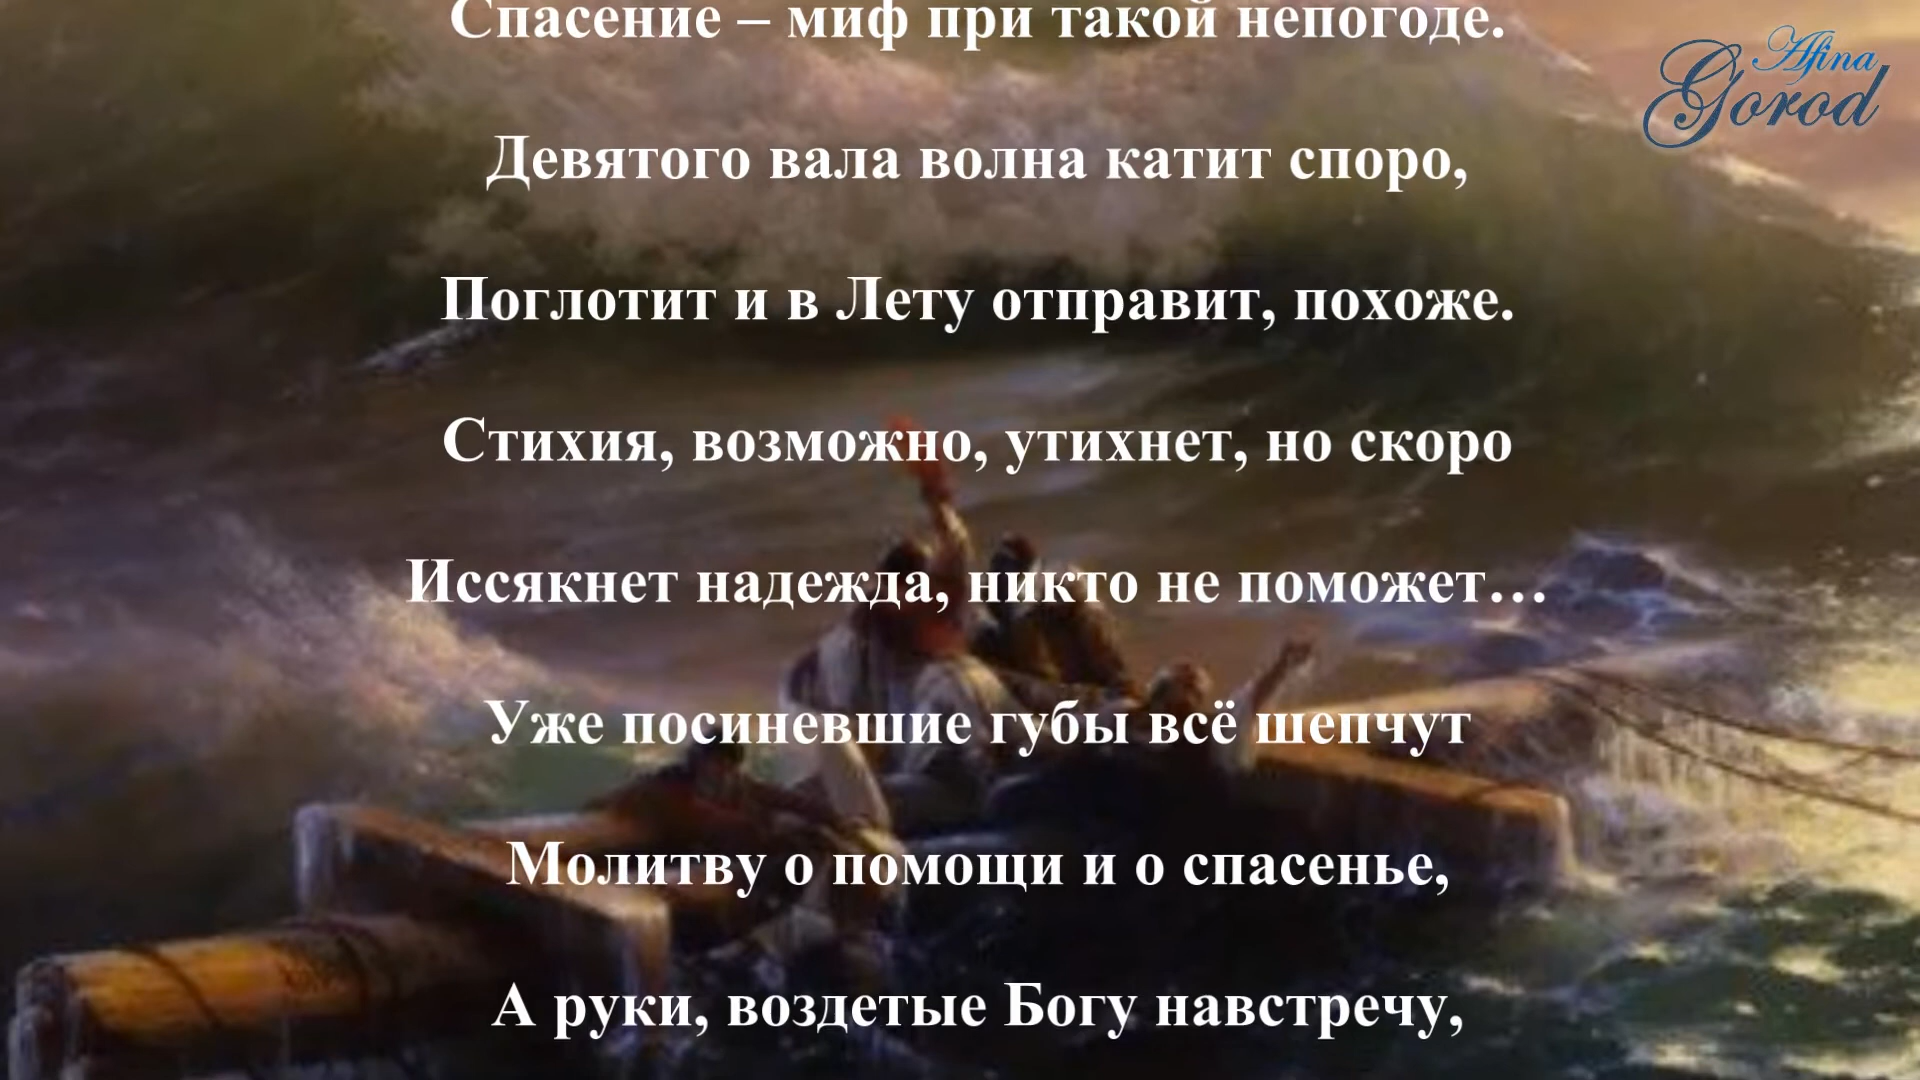 Спасение – миф при такой непогоде.
Afina
Gorod
Девятого вала волна катит споро,
Поглотит и в Лету отправит, похоже.
Стихия, возможно, утихнет, но скоро
Иссякнет надежда, никто не поможет…
Уже посиневшие губы всё шепчут
Молитву о помощи и о спасенье,
А руки, воздетые Богу навстречу,